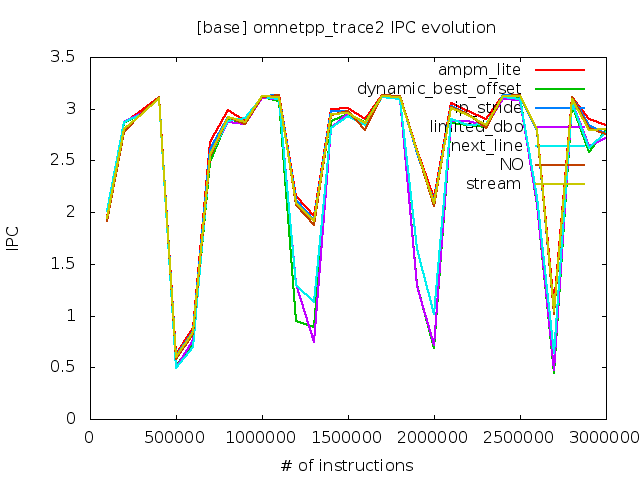 [base] omnetpp_trace2 IPC evolution
3.5
3
2.5
2
1.5
1
0.5
0
IPC
ampm_lite
dynamic_best_offset
ip_stride
limited_dbo
next_line
NO
stream
0 500000 1000000 1500000 2000000 2500000 3000000
# of instructions